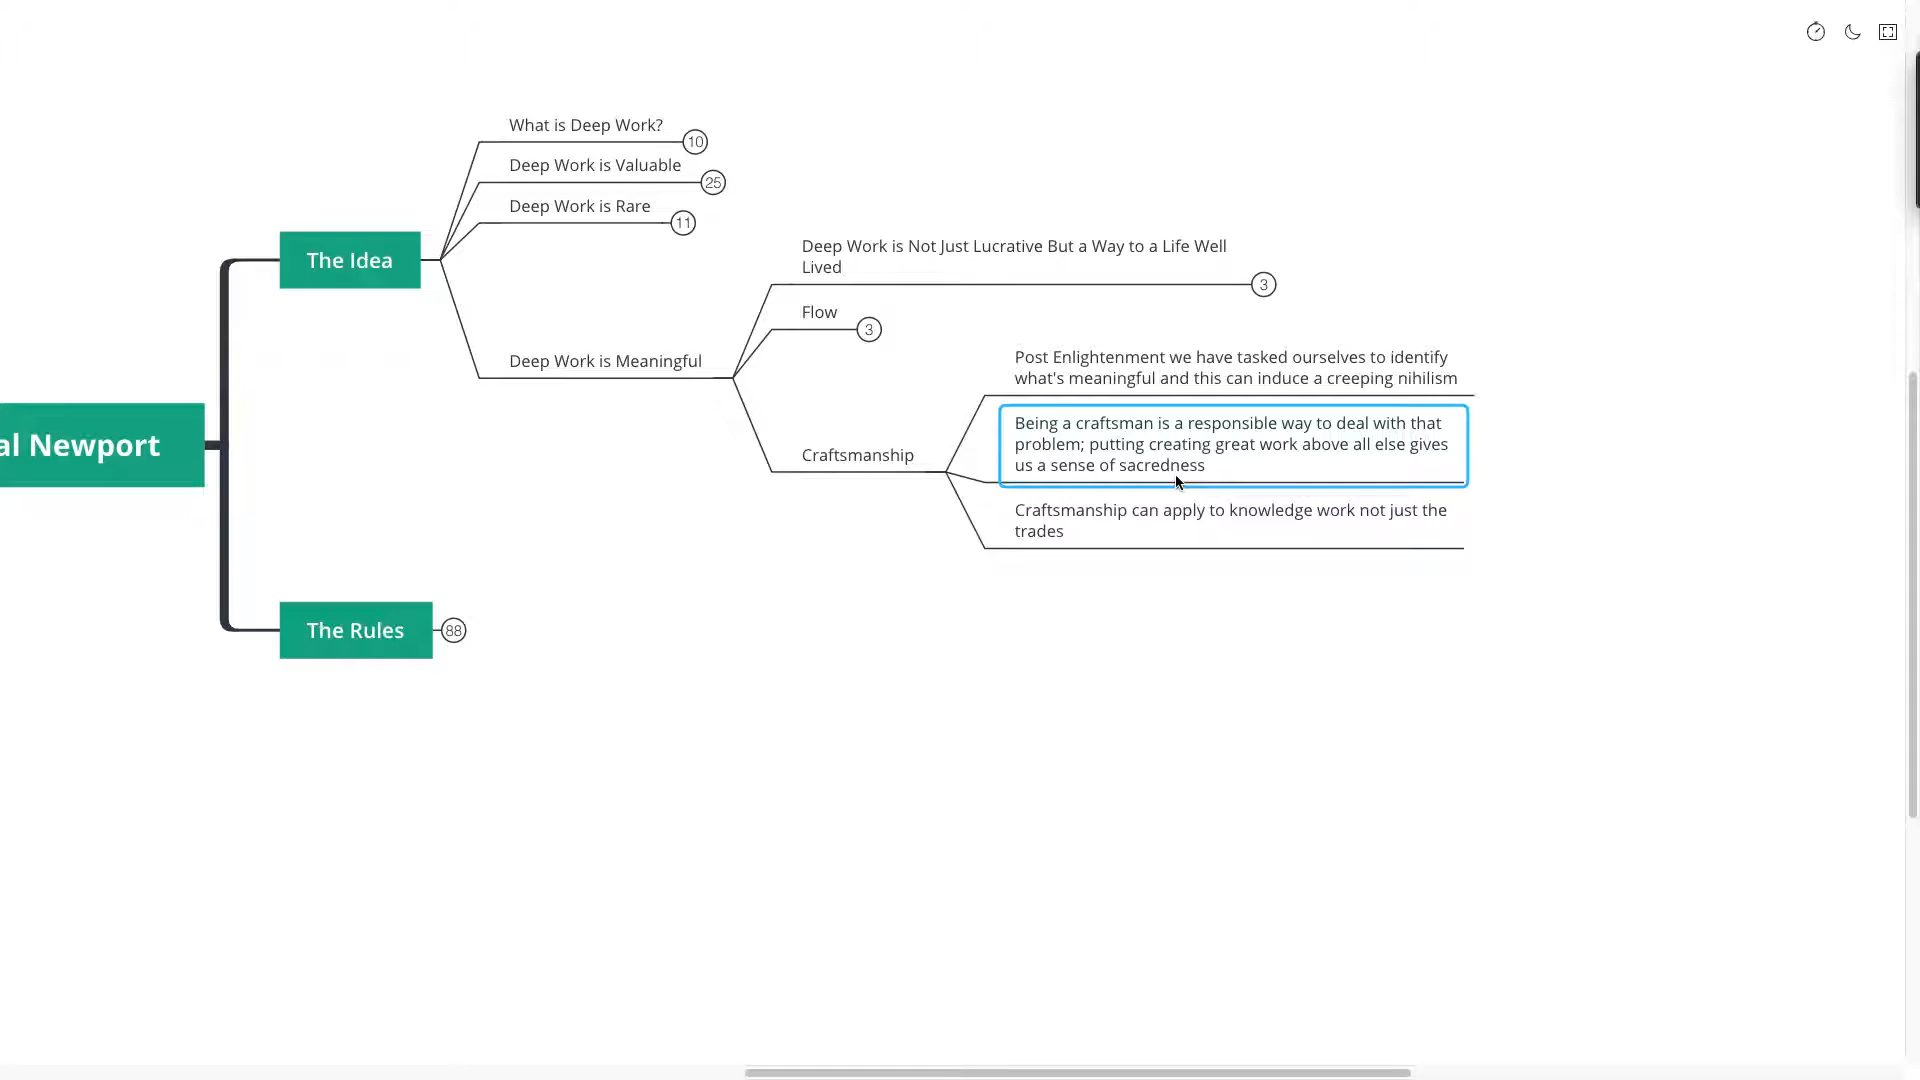 What is Deep Work?
10
Deep Work is Valuable
25
Deep Work is Rare
11
The Idea
Deep Work is Meaningful
Deep Work is Not Just Lucrative But a Way to a Life Well
Lived
3
Flow
3
Craftsmanship
Post Enlightenment we have tasked ourselves to identify
what's meaningful and this can induce a creeping nihilism
Being a craftsman is a responsible way to deal with that
problem; putting creating great work above all else gives
us a sense of sacredness
Craftsmanship can apply to knowledge work not just the
trades
al Newport
The Rules
88